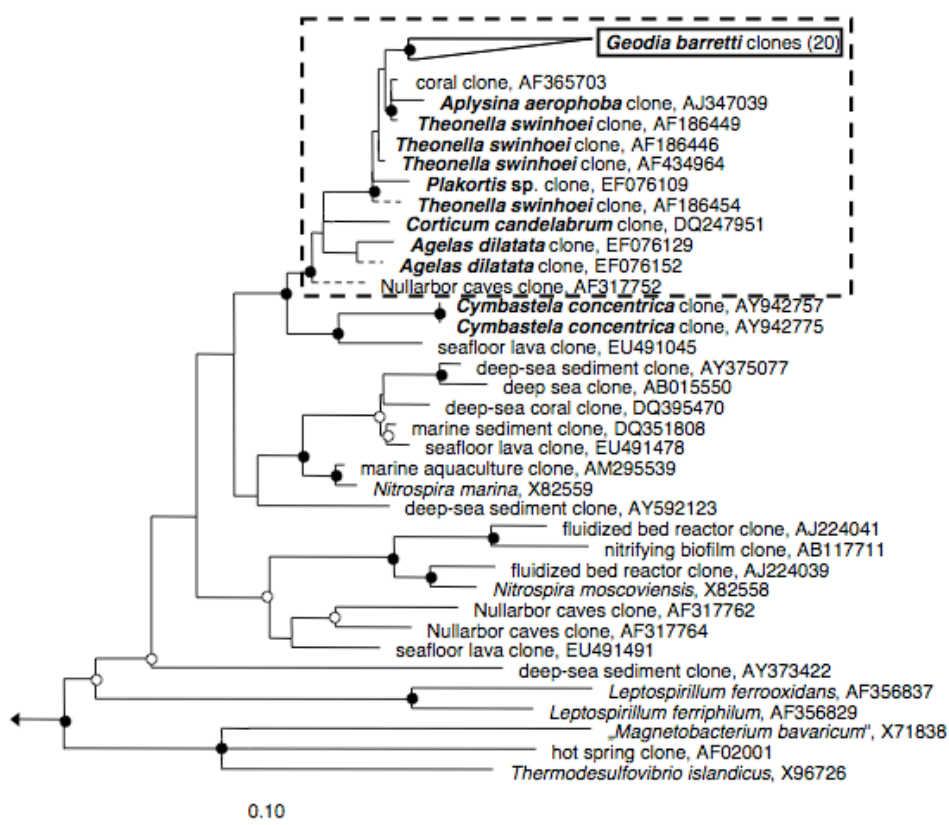 Geodia barretti clones (20)
coral clone, AF365703
Aplysina aerophoba clone, AJ347039
Theonella swinhoei clone, AF186449
Theonella swinhoei clone, AF186446
Theonella swinhoei clone, AF434964
Plakortis sp. clone, EF076109
Theonella swinhoei clone, AF186454
Corticum candelabrum clone, DQ247951
Agelas dilatata clone, EF076129
Agelas dilatata clone, EF076152
Nullarbor caves clone, AF317752
Cymbastela concentrica clone, AY942757
Cymbastela concentrica clone, AY942775
seafloor lava clone, EU491045
deep-sea sediment clone, AY375077
deep sea clone, AB015550
deep-sea coral clone, DQ395470
marine sediment clone, DQ351808
seafloor lava clone, EU491478
marine aquaculture clone, AM295539
Nitrospira marina, X82559
deep-sea sediment clone, AY592123
fluidized bed reactor clone, AJ224041
nitrifying biofilm clone, AB117711
fluidized bed reactor clone, AJ224039
Nitrospira moscoviensis, X82558
Nullarbor caves clone, AF317762
Nullarbor caves clone, AF317764
seafloor lava clone, EU491491
deep-sea sediment clone, AY373422
Leptospirillum ferrooxidans, AF356837
Leptospirillum ferriphilum, AF356829
„Magnetobacterium bavaricum", X71838
hot spring clone, AF02001
Thermodesulfovibrio islandicus, X96726
0.10